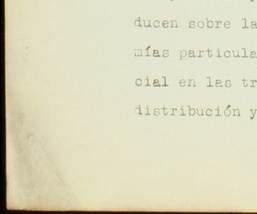 ducen sobre la
mías particula
cial en las tr
distribución y